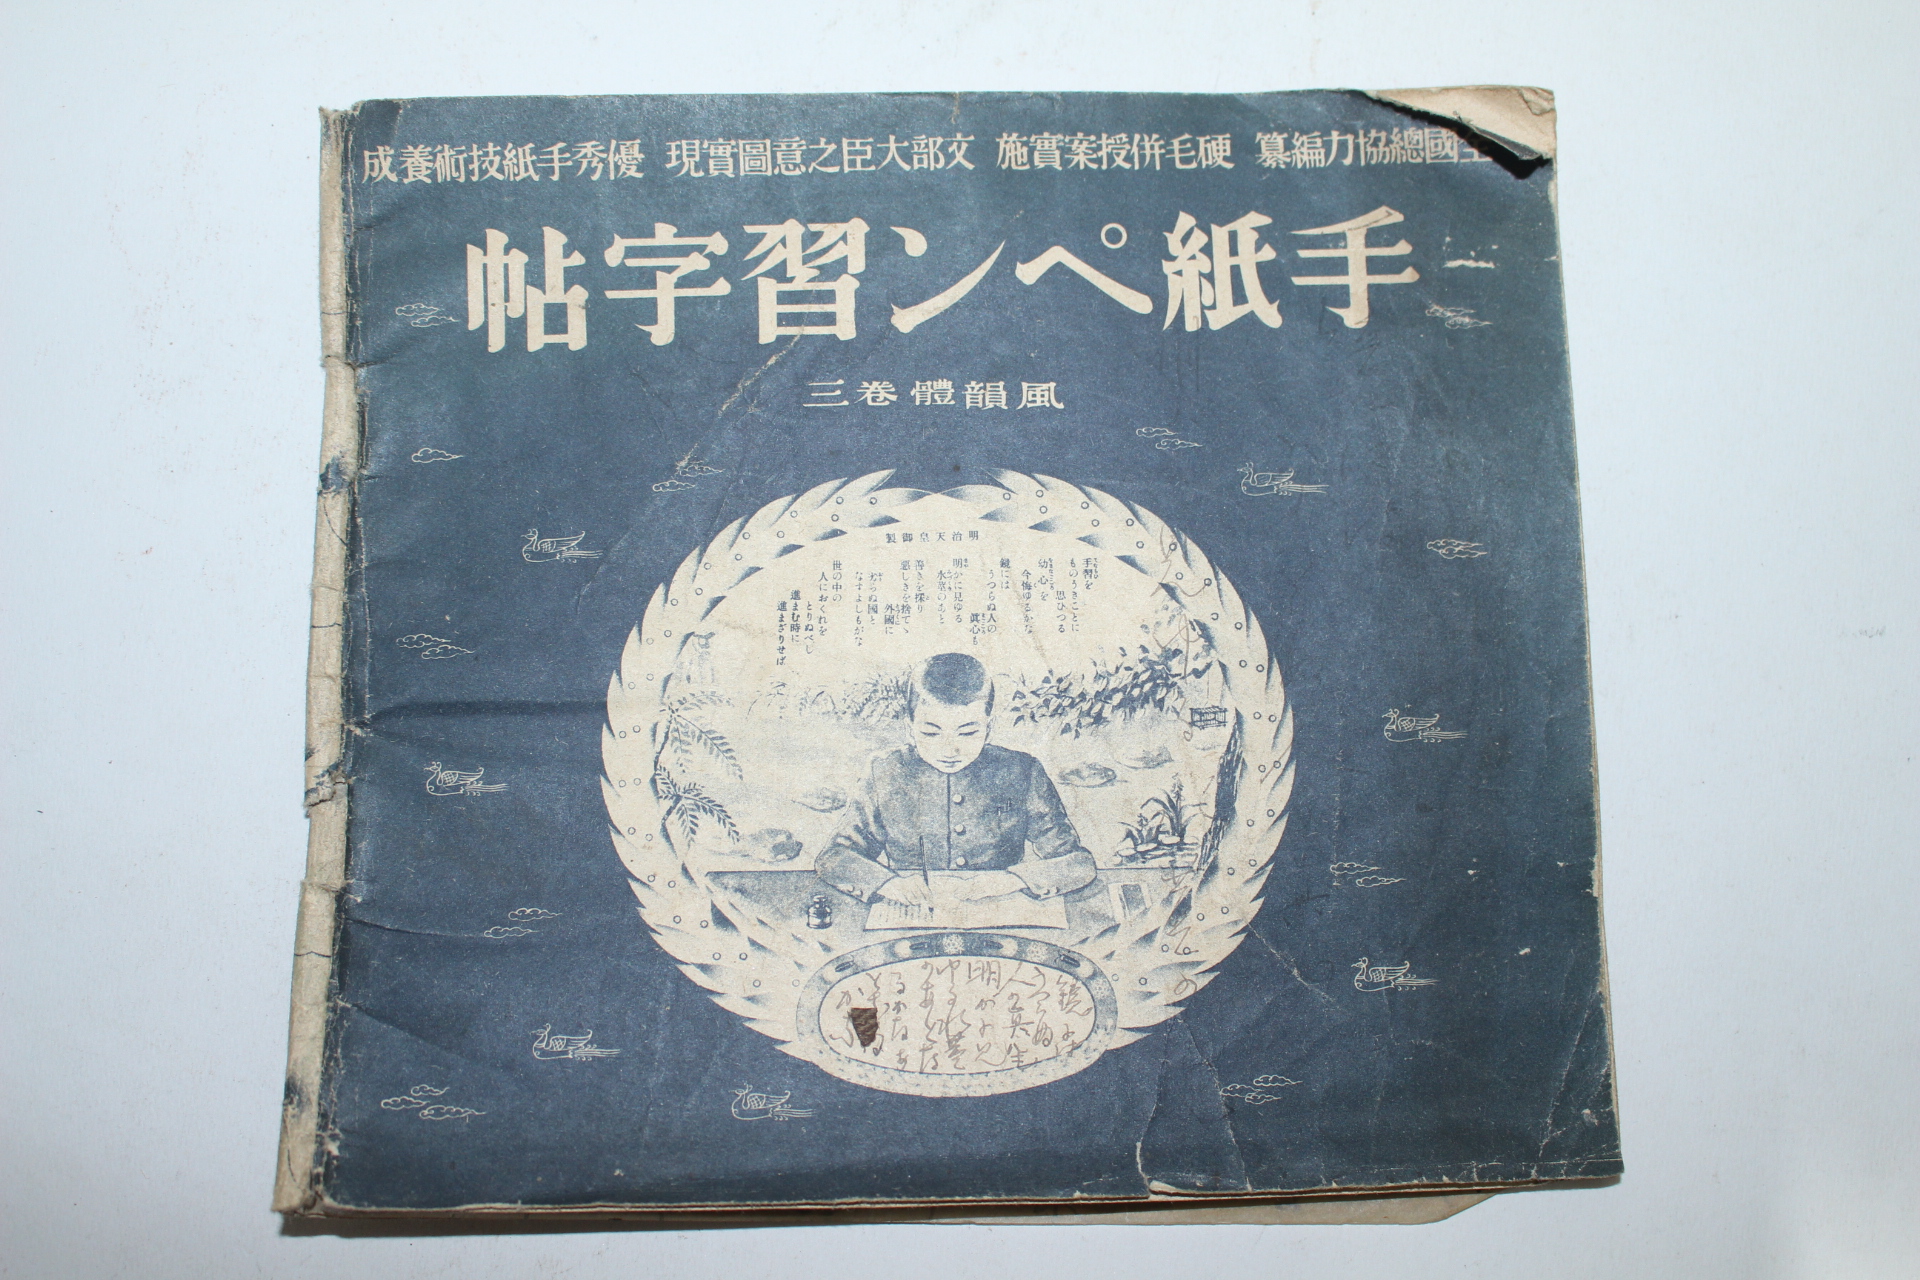 國總協力編纂 硬毛併授案實施 文部大臣之意圖實現 優秀手紙技術養成
手紙ペン習字帖
風韻體 卷三
明治天皇御製
手習を
ものうきことに
思ひつる
幼心を
今悔ゆるかな
鏡には
うつらぬ人の
眞心も
明かに見ゆる
水莖のあと
善きを採り
惡しきを捨てゝ
外國に
劣らぬ國と
なすよしもがな
世の中の
人におくれを
とりぬべし
進まむ時に
進まざりせば